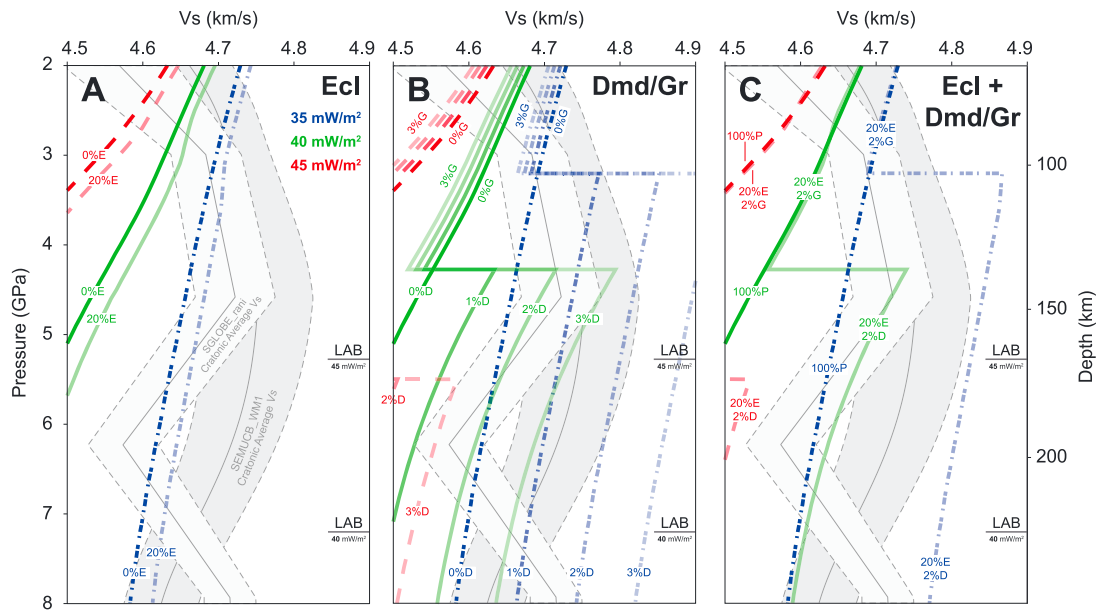 Vs (km/s)
Vs (km/s)
Vs (km/s)
4.5 4.6 4.7 4.8
4.9
4.5 4.6 4.7 4.8
4.9
4.5 4.6 4.7 4.8 4.9
2
3
4
5
6
7
8
Pressure (GPa)
A
Ecl
35 mW/m²
40 mW/m²
45 mW/m²
0%E
20%E
0%E
20%E
SGLOBE_rani
Cratonic Average Vs
SEMUCB_WM1
Cratonic Average Vs
LAB
45 mW/m²
LAB
40 mW/m²
20%E
0%E
B
Dmd/Gr
3%G
0%G
3%G
0%G
3%G
0%G
0%D
1%D
2%D
3%D
2%D
3%D
LAB
45 mW/m²
LAB
40 mW/m²
0%D
1%D
2%D
3%D
C
Ecl +
Dmd/Gr
100%P
20%E
2%G
20%E
2%G
20%E
2%G
100%P
20%E
2%D
100%P
20%E
2%D
LAB
45 mW/m²
LAB
40 mW/m²
20%E
2%D
100
150
200
Depth (km)